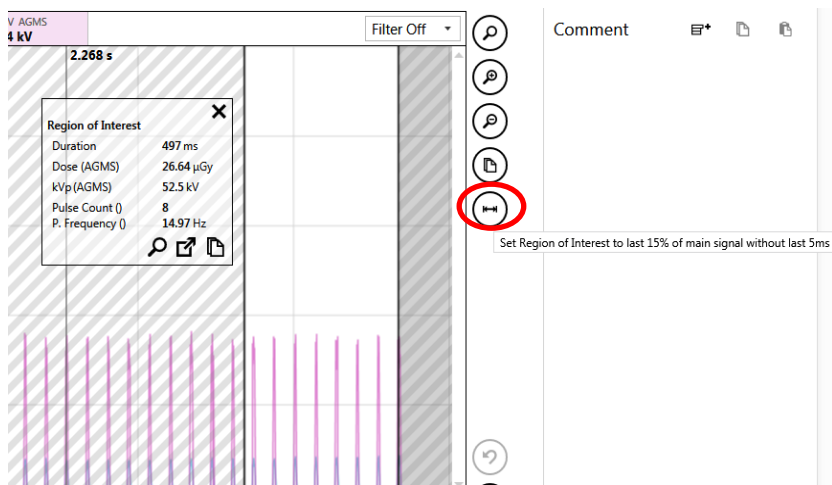 V AGMS
4 kV
Filter Off
Comment
2.268 s
Region of Interest
Duration 497 ms
Dose (AGMS) 26.64 µGy
kVp (AGMS) 52.5 kV
Pulse Count () 8
P. Frequency () 14.97 Hz
Set Region of Interest to last 15% of main signal without last 5ms